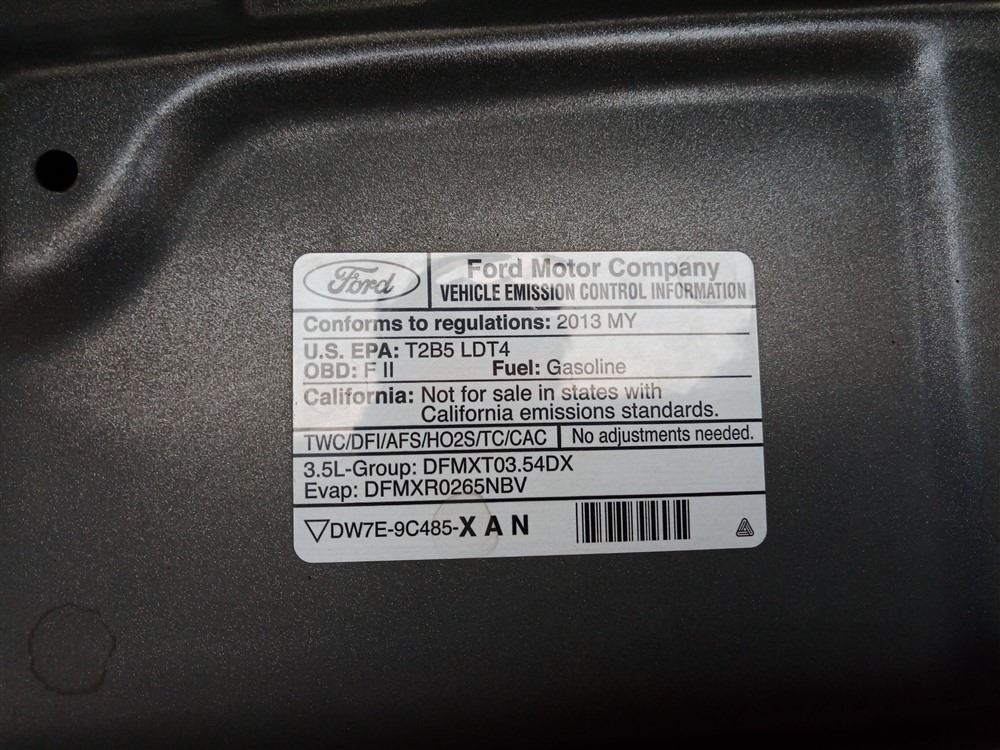 Ford
Ford Motor Company
VEHICLE EMISSION CONTROL INFORMATION
Conforms to regulations: 2013 MY
U.S. EPA: T2B5 LDT4
OBD: F II Fuel: Gasoline
California: Not for sale in states with
California emissions standards.
TWC/DFI/AFS/HO2S/TC/CAC No adjustments needed.
3.5L-Group: DFMXT03.54DX
Evap: DFMXR0265NBV
▽DW7E-9C485-X A N